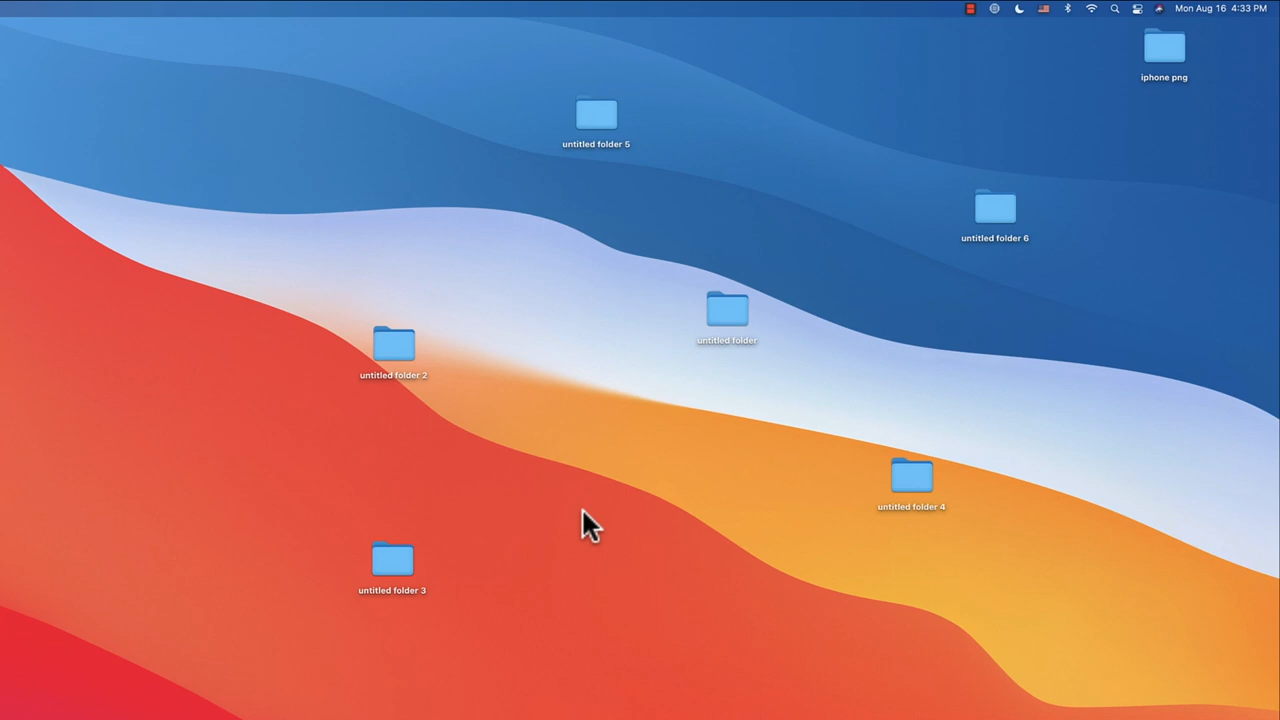 Mon Aug 16 4:33 PM
iphone png
untitled folder 5
untitled folder 6
untitled folder
untitled folder 2
untitled folder 4
untitled folder 3